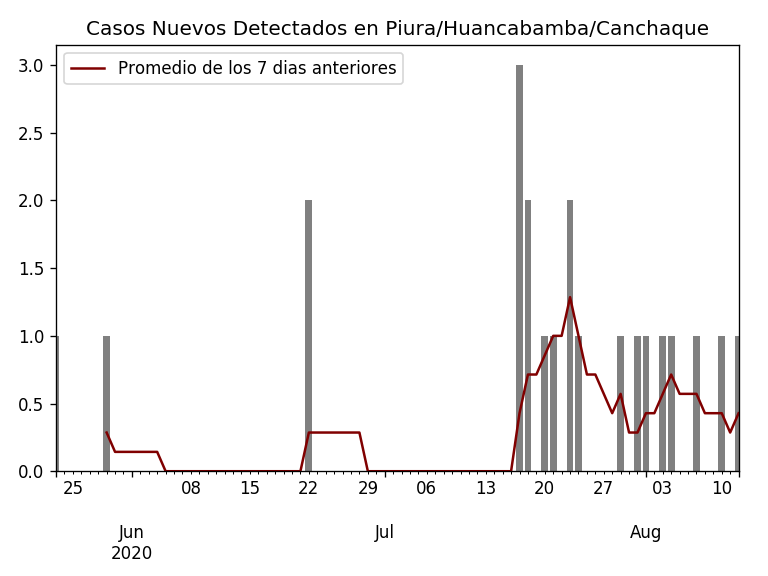 Casos Nuevos Detectados en Piura/Huancabamba/Canchaque
Promedio de los 7 dias anteriores
3.0
2.5
2.0
1.5
1.0
0.5
0.0
25 08 15 22 29 06 13 20 27 03 10
Jun Jul Aug
2020